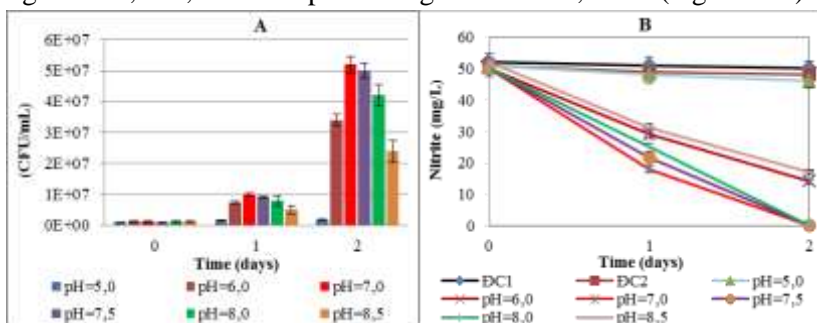 A
6E+07
5E+07
4E+07
3E+07
2E+07
1E+07
0E+00
(CFU/mL)
0 1 2
Time (days)
pH=5,0 pH=6,0 pH=7,0
pH=7,5 pH=8,0 pH=8,5
B
60
50
40
30
20
10
0
Nitrite (mg/L)
0 1 2
Time (days)
ĐC1 ĐC2 pH=5,0
pH=6,0 pH=7,0 pH=7,5
pH=8,0 pH=8,5